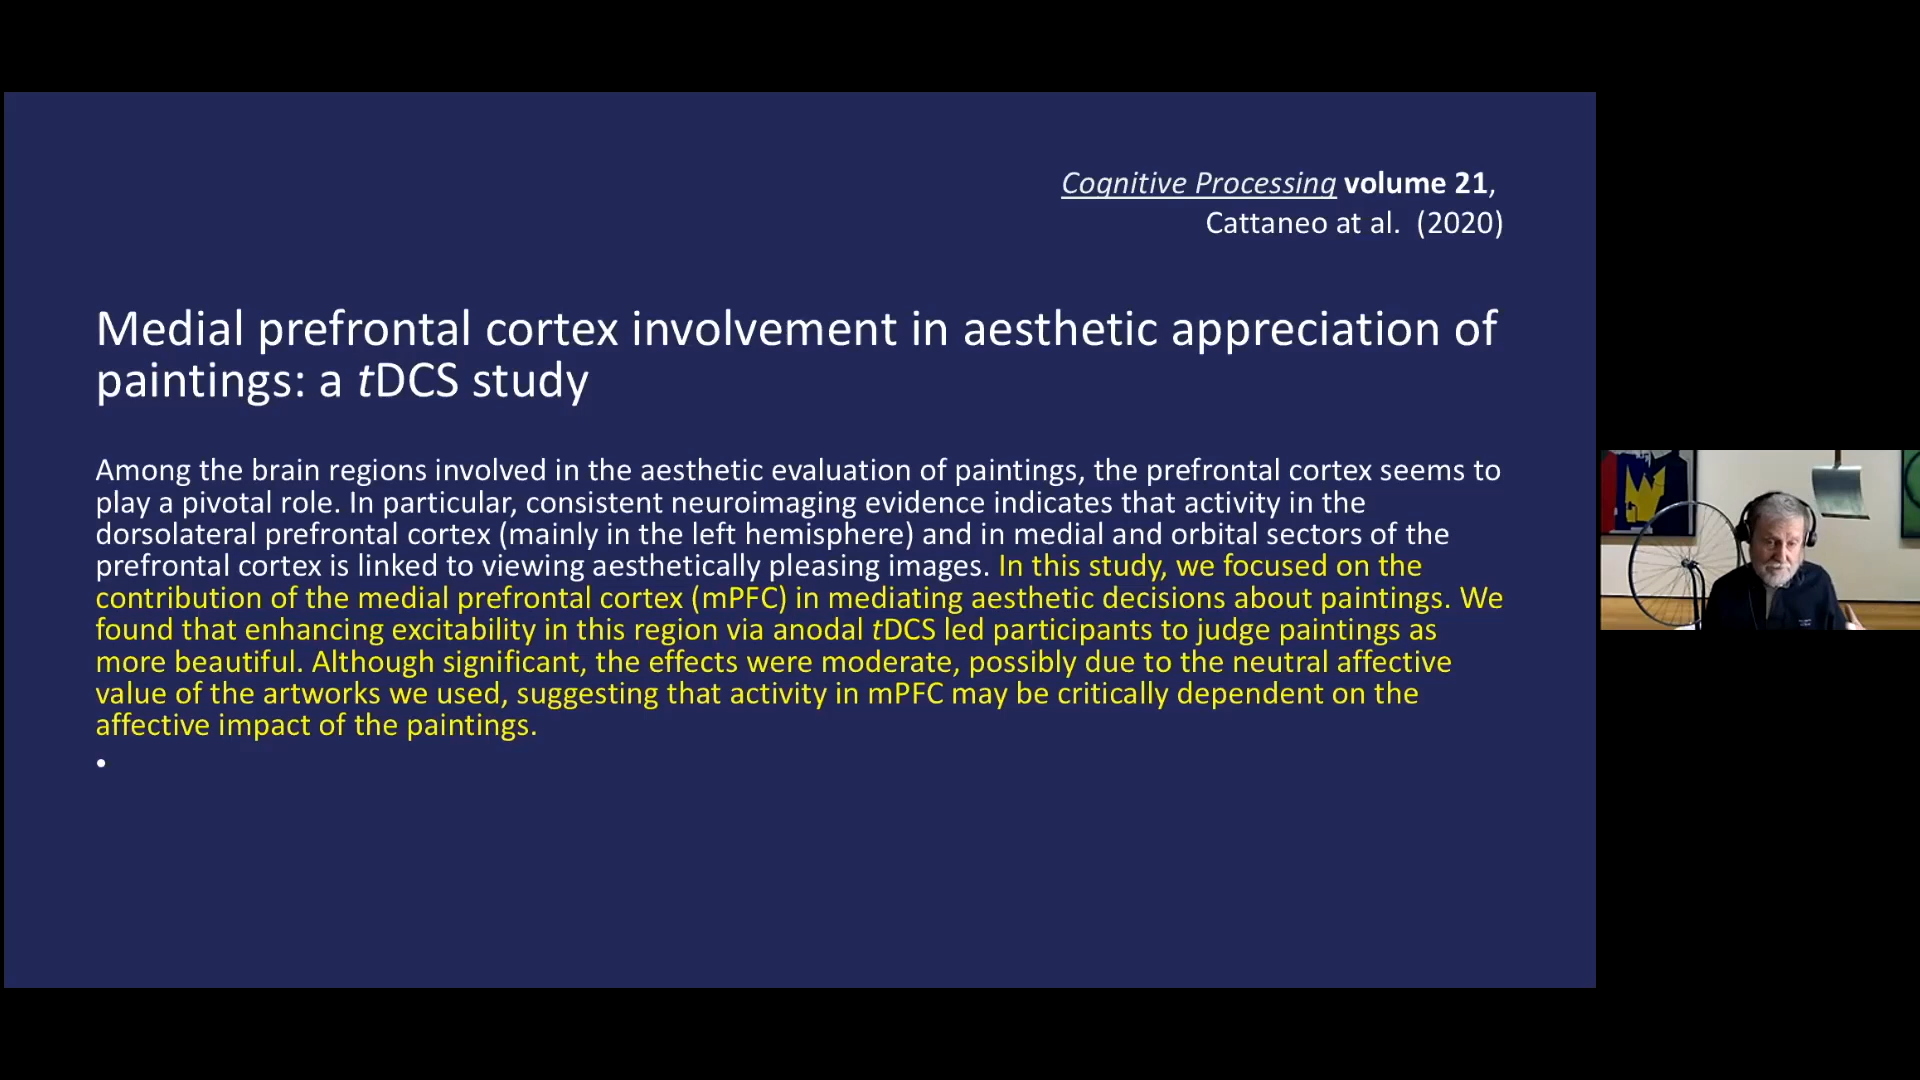 Cognitive Processing volume 21,
Cattaneo at al. (2020)
Medial prefrontal cortex involvement in aesthetic appreciation of
paintings: a tDCS study
Among the brain regions involved in the aesthetic evaluation of paintings, the prefrontal cortex seems to
play a pivotal role. In particular, consistent neuroimaging evidence indicates that activity in the
dorsolateral prefrontal cortex (mainly in the left hemisphere) and in medial and orbital sectors of the
prefrontal cortex is linked to viewing aesthetically pleasing images. In this study, we focused on the
contribution of the medial prefrontal cortex (mPFC) in mediating aesthetic decisions about paintings. We
found that enhancing excitability in this region via anodal tDCS led participants to judge paintings as
more beautiful. Although significant, the effects were moderate, possibly due to the neutral affective
value of the artworks we used, suggesting that activity in mPFC may be critically dependent on the
affective impact of the paintings.
•